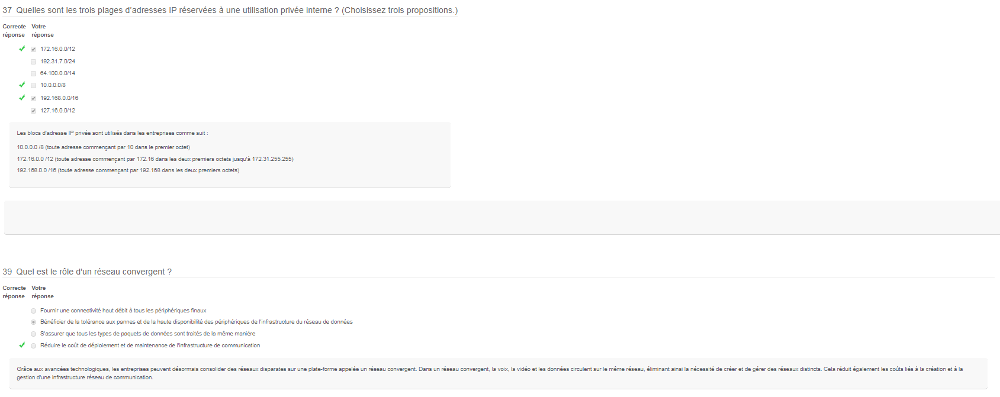 37 Quelles sont les trois plages d'adresses IP réservées à une utilisation privée interne ? (Choisissez trois propositions.)
Correcte Votre
réponse réponse
172.16.0.0/12
192.31.7.0/24
64.100.0.0/14
10.0.0.0/8
192.168.0.0/16
127.16.0.0/12
Les blocs d'adresse IP privée sont utilisés dans les entreprises comme suit :
10.0.0.0 /8 (toute adresse commençant par 10 dans le premier octet)
172.16.0.0 /12 (toute adresse commençant par 172.16 dans les deux premiers octets jusqu'à 172.31.255.255)
192.168.0.0 /16 (toute adresse commençant par 192.168 dans les deux premiers octets)
39 Quel est le rôle d'un réseau convergent ?
Correcte Votre
réponse réponse
Fournir une connectivité haut débit à tous les périphériques finaux
Bénéficier de la tolérance aux pannes et de la haute disponibilité des périphériques de l'infrastructure du réseau de données
S'assurer que tous les types de paquets de données sont traités de la même manière
Réduire le coût de déploiement et de maintenance de l'infrastructure de communication
Grâce aux avancées technologiques, les entreprises peuvent désormais consolider des réseaux disparates sur une plate-forme appelée un réseau convergent. Dans un réseau convergent, la voix, la vidéo et les données circulent sur le même réseau, éliminant ainsi la nécessité de créer et de gérer des réseaux distincts. Cela réduit également les coûts liés à la création et à la
gestion d'une infrastructure réseau de communication.